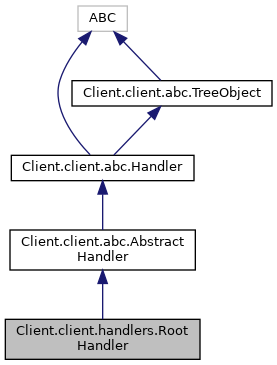 ABC
Client.client.abc.TreeObject
Client.client.abc.Handler
Client.client.abc.Abstract
Handler
Client.client.handlers.Root
Handler